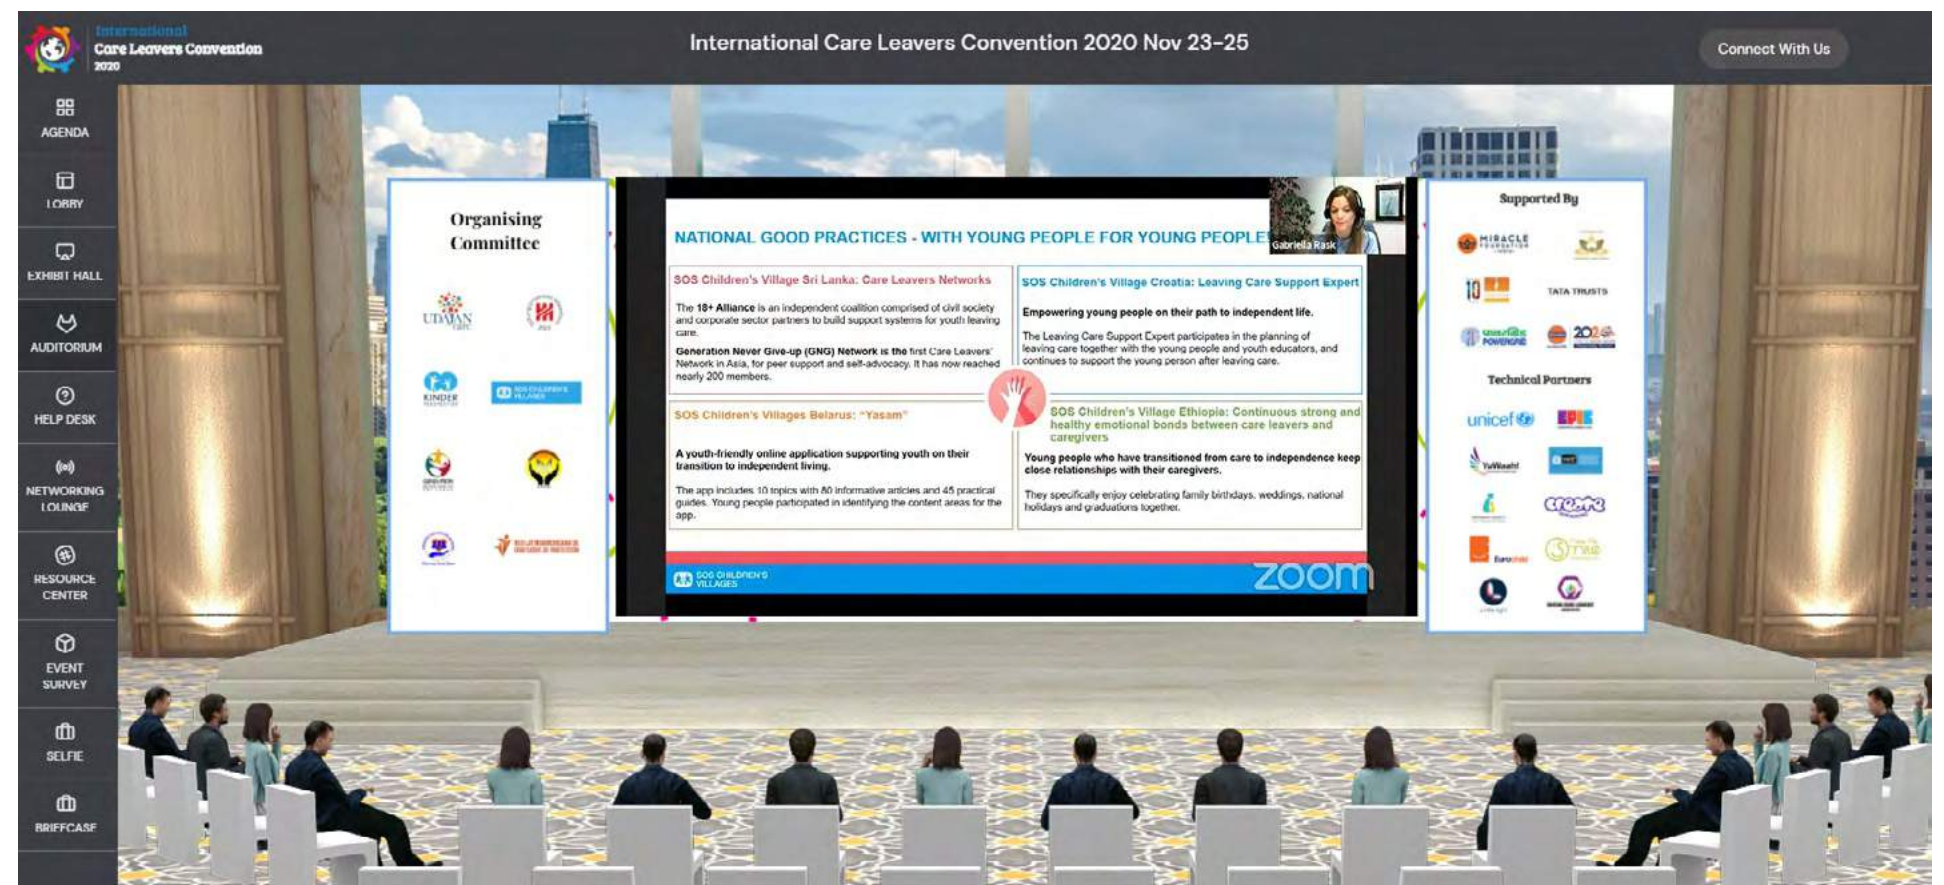 International
Care Leavers Convention
2020
International Care Leavers Convention 2020 Nov 23-25
Connect With Us
AGENDA
LOBBY
EXHIBIT HALL
AUDITORIUM
HELP DESK
NETWORKING
LOUNGE
RESOURCE
CENTER
EVENT
SURVEY
SELFIE
BRIEFCASE
Organising
Committee
UDAYAN
CARE
KINDER
SOS CHILDREN'S
VILLAGES
NATIONAL GOOD PRACTICES - WITH YOUNG PEOPLE FOR YOUNG PEOPLE
Gabriella Rask
SOS Children's Village Sri Lanka: Care Leavers Networks
The 18+ Alliance is an independent coalition comprised of civil society
and corporate sector partners to build support systems for youth leaving
care.
Generation Never Give-up (GNG) Network is the first Care Leavers'
Network in Asia, for peer support and self-advocacy. It has now reached
nearly 200 members.
SOS Children's Village Croatia: Leaving Care Support Expert
Empowering young people on their path to independent life.
The Leaving Care Support Expert participates in the planning of
leaving care together with the young people and youth educators, and
continues to support the young person after leaving care.
SOS Children's Villages Belarus: "Yasam"
A youth-friendly online application supporting youth on their
transition to independent living.
The app includes 10 topics with 80 informative articles and 45 practical
guides. Young people participated in identifying the content areas for the
app.
SOS Children's Village Ethiopia: Continuous strong and
healthy emotional bonds between care leavers and
caregivers
Young people who have transitioned from care to independence keep
close relationships with their caregivers.
They specifically enjoy celebrating family birthdays, weddings, national
holidays and graduations together.
SOS CHILDREN'S
VILLAGES
zoom
Supported By
MIRACLE
FOUNDATION
10
TATA TRUSTS
POWERGRID
Technical Partners
unicef
EPIC
YuWaah!
create
Eurochild